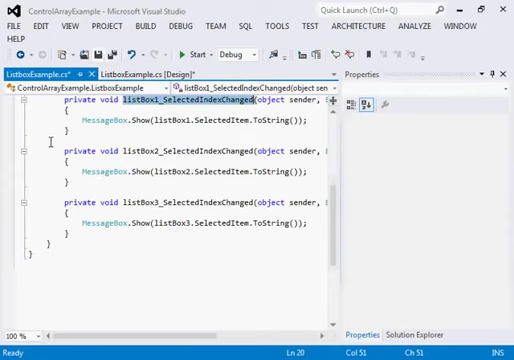 ControlArrayExample - Microsoft Visual Studio
Quick Launch (Ctrl+Q)
FILE EDIT VIEW PROJECT BUILD DEBUG TEAM SQL TOOLS TEST ARCHITECTURE ANALYZE WINDOW
HELP
Start Debug
ListboxExample.cs* ListboxExample.cs [Design]*
ControlArrayExample.ListboxExample listBox1_SelectedIndexChanged(object sen
private void listBox1_SelectedIndexChanged(object sender, E
{
MessageBox.Show(listBox1.SelectedItem.ToString());
}
private void listBox2_SelectedIndexChanged(object sender, E
{
MessageBox.Show(listBox2.SelectedItem.ToString());
}
private void listBox3_SelectedIndexChanged(object sender, E
{
MessageBox.Show(listBox3.SelectedItem.ToString());
}
}
}
100 %
Properties
Properties Solution Explorer
Ready Ln 20 Col 51 Ch 51 INS